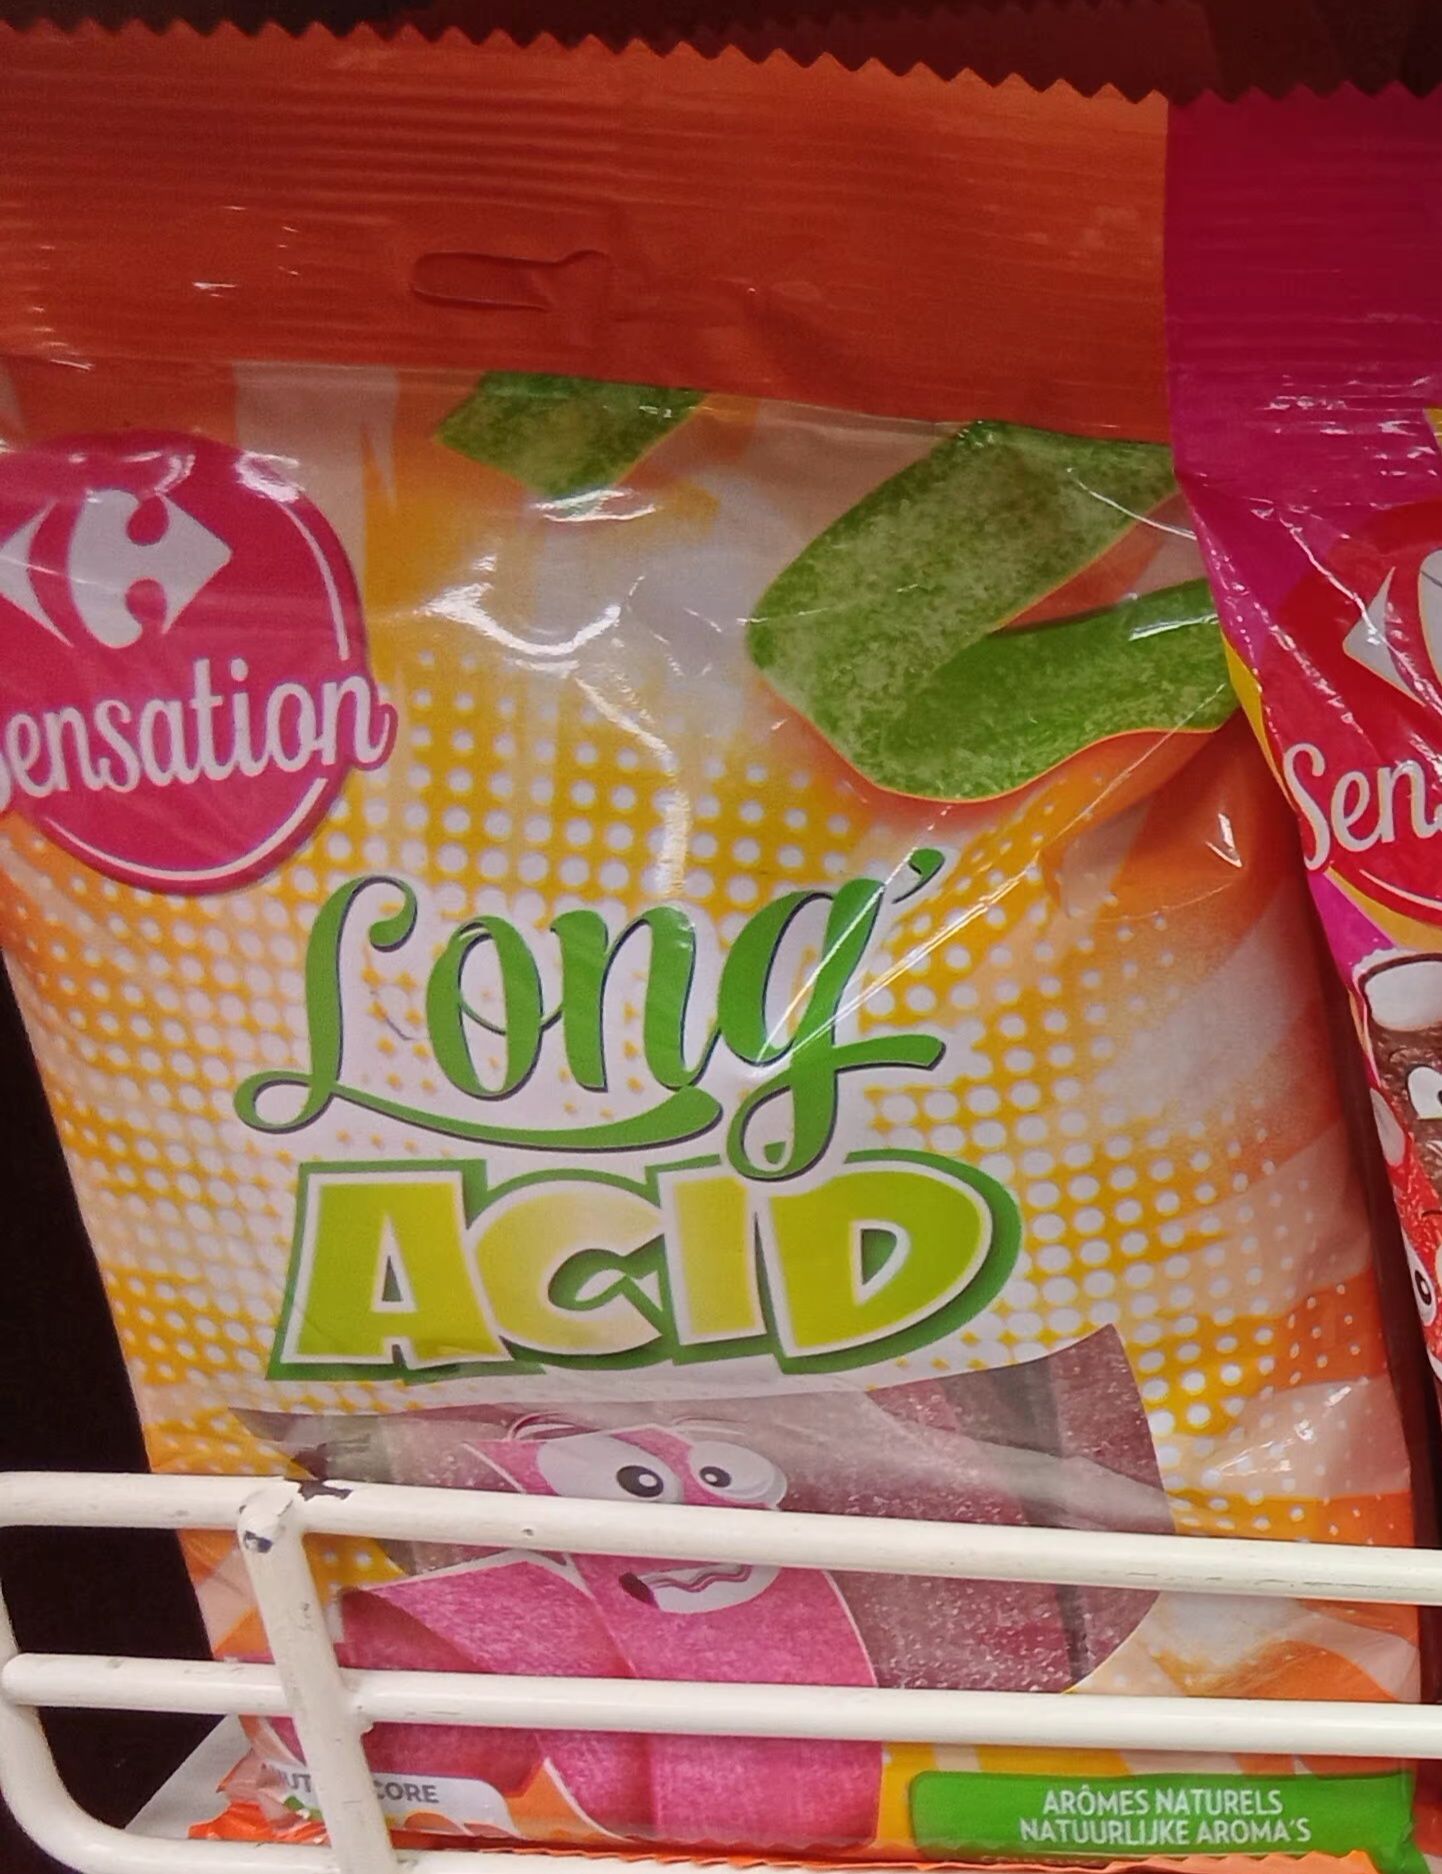 Sensation
Sen
Long'
ACID
ARÔMES NATURELS
NATUURLIJKE AROMA'S